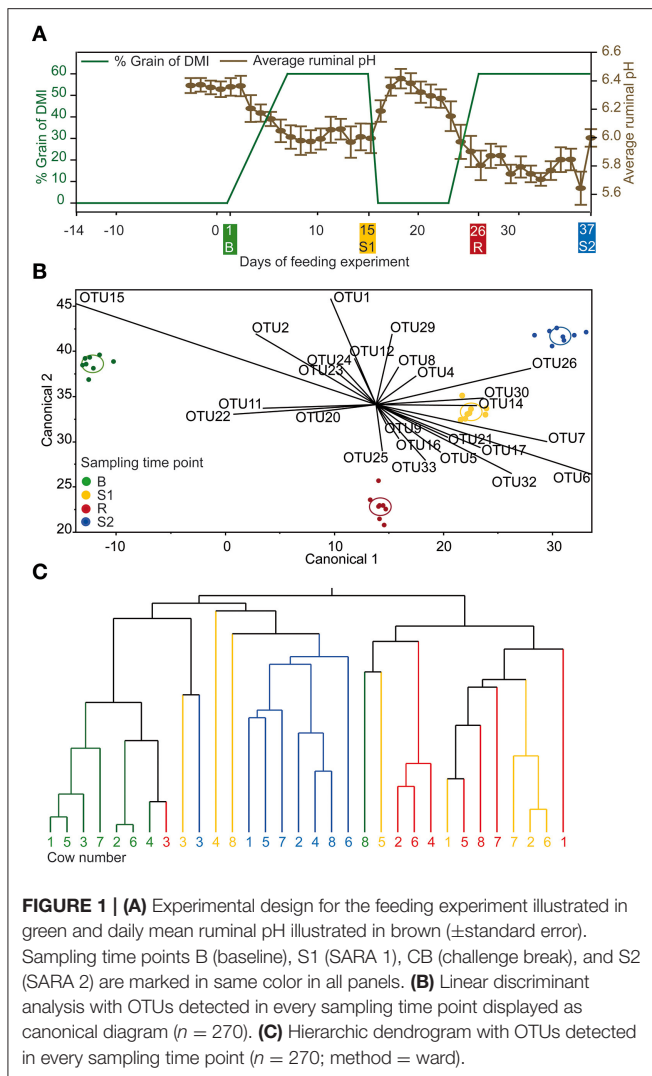 A
% Grain of DMI Average ruminal pH
% Grain of DMI
60
50
40
30
20
10
0
6.6
6.4
6.2
6.0
5.8
5.6
Average ruminal pH
-14 -10 0 10 20 30
1 15 26 37
B S1 R S2
Days of feeding experiment
B
Canonical 2
45
40
35
30
25
20
OTU15
OTU1
OTU2
OTU29
OTU12
OTU24
OTU8
OTU23
OTU4
OTU26
OTU30
OTU11
OTU14
OTU22
OTU20
OTU9
OTU21
OTU7
OTU16
OTU17
OTU25
OTU5
OTU33
OTU32
OTU6
Sampling time point
B
S1
R
S2
-10 0 10 20 30
Canonical 1
C
1 5 3 7 2 6 4 3 3 3 4 8 1 5 7 2 4 8 6 8 5 2 6 4 1 5 8 7 7 2 6 1
Cow number
FIGURE 1 | (A) Experimental design for the feeding experiment illustrated in
green and daily mean ruminal pH illustrated in brown (±standard error).
Sampling time points B (baseline), S1 (SARA 1), CB (challenge break), and S2
(SARA 2) are marked in same color in all panels. (B) Linear discriminant
analysis with OTUs detected in every sampling time point displayed as
canonical diagram (n = 270). (C) Hierarchic dendrogram with OTUs detected
in every sampling time point (n = 270; method = ward).